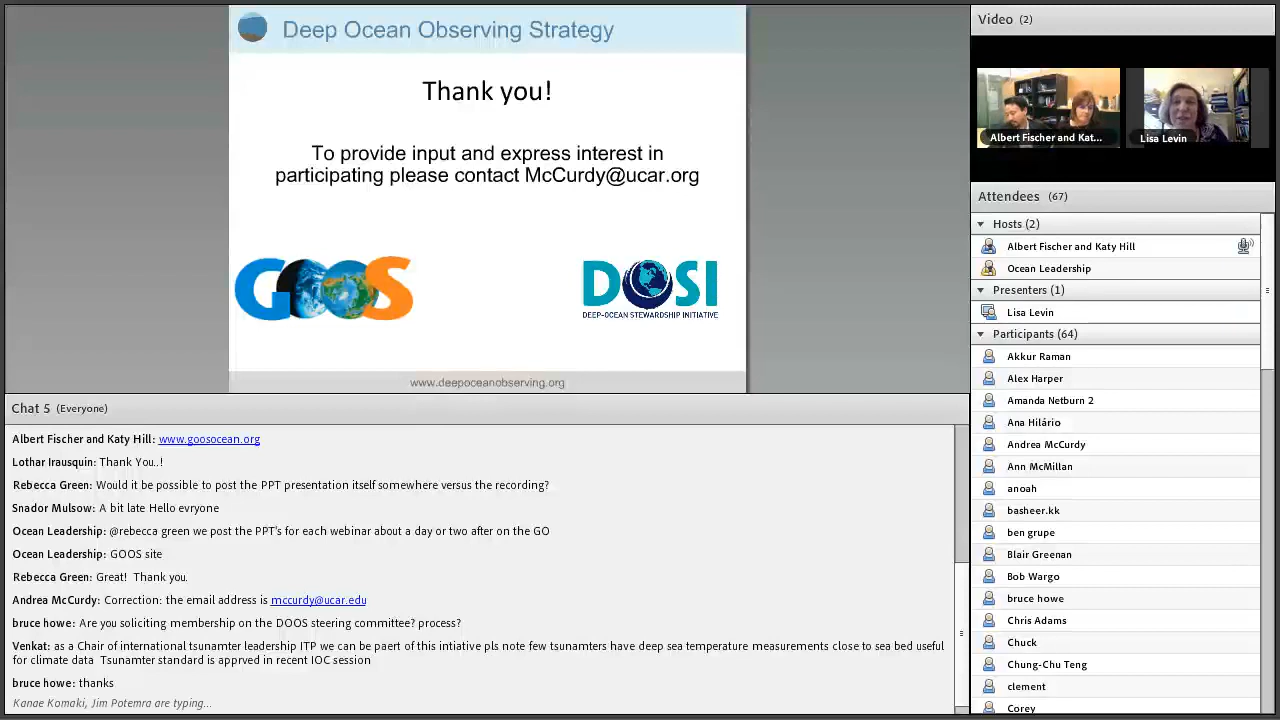 Deep Ocean Observing Strategy
Thank you!
To provide input and express interest in
participating please contact McCurdy@ucar.org
GOOS
DOSI
DEEP-OCEAN STEWARDSHIP INITIATIVE
www.deepoceanobserving.org
Chat 5 (Everyone)
Albert Fischer and Katy Hill: www.goosocean.org
Lothar Irausquin: Thank You..!
Rebecca Green: Would it be possible to post the PPT presentation itself somewhere versus the recording?
Snador Mulsow: A bit late Hello evryone
Ocean Leadership: @rebecca green we post the PPT's for each webinar about a day or two after on the GO
Ocean Leadership: GOOS site
Rebecca Green: Great! Thank you.
Andrea McCurdy: Correction: the email address is mccurdy@ucar.edu
bruce howe: Are you soliciting membership on the DOOS steering committee? process?
Venkat: as a Chair of international tsunamter leadership ITP we can be paert of this intiative pls note few tsunamters have deep sea temperature measurements close to sea bed useful
for climate data Tsunamter standard is apprved in recent IOC session
bruce howe: thanks
Kanae Komaki, Jim Potemra are typing...
Video (2)
Albert Fischer and Kat...
Lisa Levin
Attendees (67)
Hosts (2)
Albert Fischer and Katy Hill
Ocean Leadership
Presenters (1)
Lisa Levin
Participants (64)
Akkur Raman
Alex Harper
Amanda Netburn 2
Ana Hilário
Andrea McCurdy
Ann McMillan
anoah
basheer.kk
ben grupe
Blair Greenan
Bob Wargo
bruce howe
Chris Adams
Chuck
Chung-Chu Teng
clement
Corey